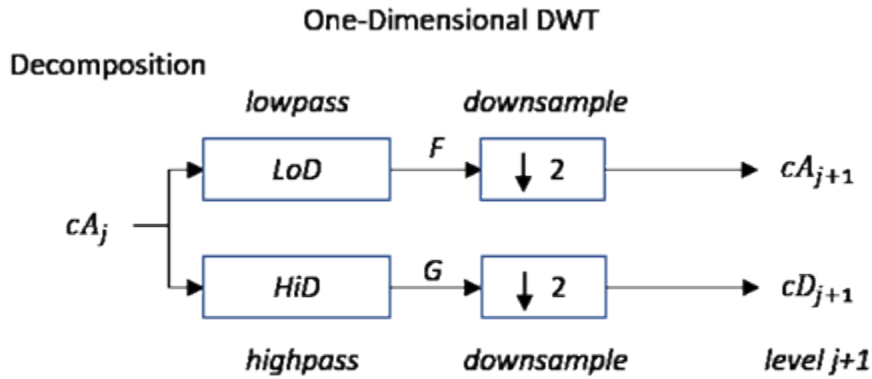 One-Dimensional DWT
Decomposition
lowpass downsample
LoD F ↓ 2 cA_{j+1}
cA_j
HiD G ↓ 2 cD_{j+1}
highpass downsample level j+1